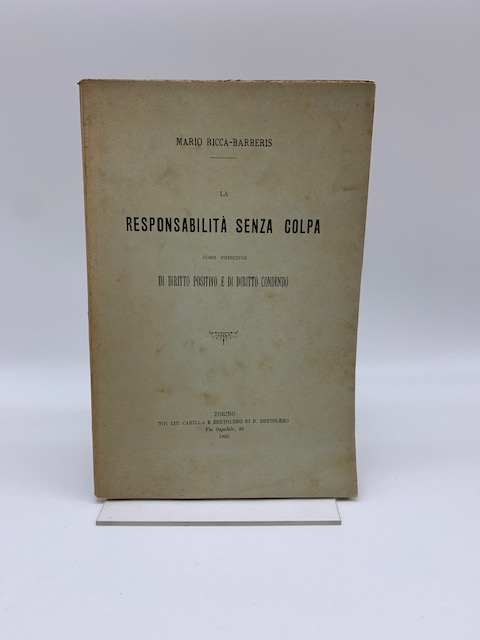 MARIO RICCA-BARBERIS
LA
RESPONSABILITÀ SENZA COLPA
COME PRINCIPIO
DI DIRITTO POSITIVO E DI DIRITTO CONDENDO
TORINO
TIP. LIT. CAMILLA E BERTOLERO DI N. BERTOLERO
Via Ospedale,